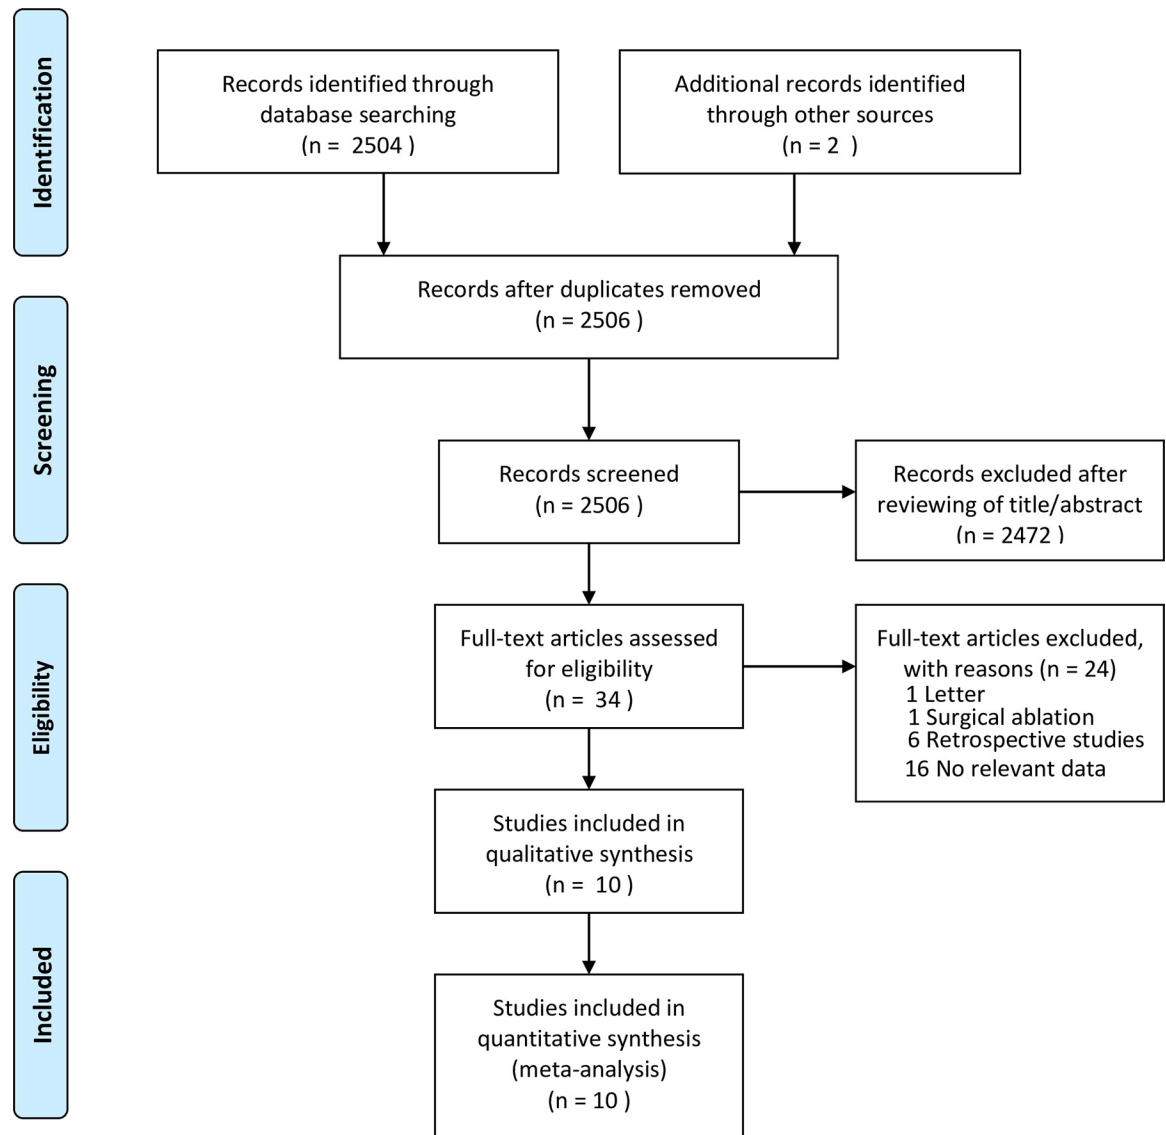 Identification
Records identified through
database searching
(n =  2504 )
Additional records identified
through other sources
(n = 2  )
Records after duplicates removed
(n = 2506 )
Screening
Records screened
(n = 2506 )
Records excluded after
reviewing of title/abstract
(n = 2472 )
Eligibility
Full-text articles assessed
for eligibility
(n =  34 )
Full-text articles excluded,
with reasons (n = 24)
1 Letter
1 Surgical ablation
6 Retrospective studies
16 No relevant data
Studies included in
qualitative synthesis
(n =  10 )
Included
Studies included in
quantitative synthesis
(meta-analysis)
(n = 10 )